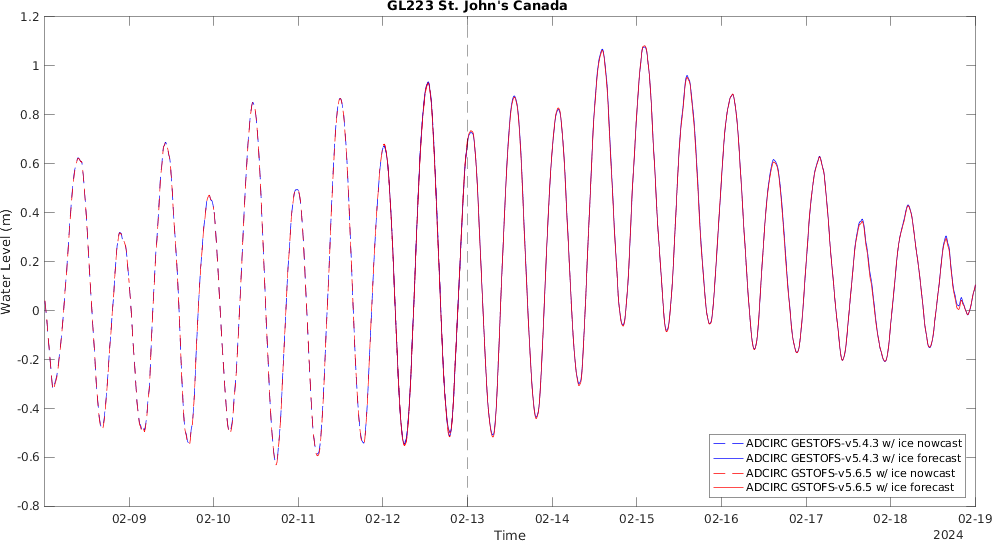 GL223 St. John's Canada
1.2
1
0.8
0.6
0.4
0.2
0
-0.2
-0.4
-0.6
-0.8
Water Level (m)
ADCIRC GESTOFS-v5.4.3 w/ ice nowcast
ADCIRC GESTOFS-v5.4.3 w/ ice forecast
ADCIRC GSTOFS-v5.6.5 w/ ice nowcast
ADCIRC GSTOFS-v5.6.5 w/ ice forecast
02-09 02-10 02-11 02-12 02-13 02-14 02-15 02-16 02-17 02-18 02-19
Time
2024